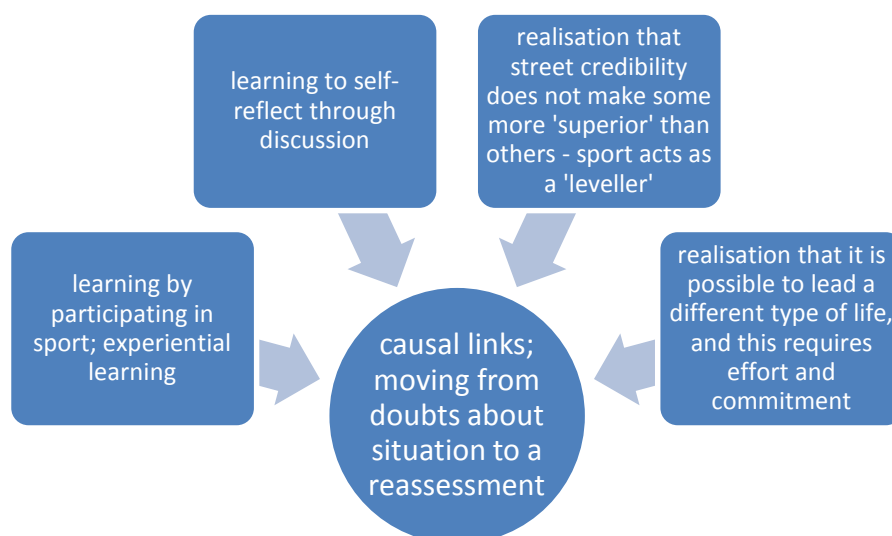 learning by
participating in
sport; experiential
learning
learning to self-
reflect through
discussion
realisation that
street credibility
does not make some
more 'superior' than
others - sport acts as
a 'leveller'
realisation that it is
possible to lead a
different type of life,
and this requires
effort and
commitment
causal links;
moving from
doubts about
situation to a
reassessment